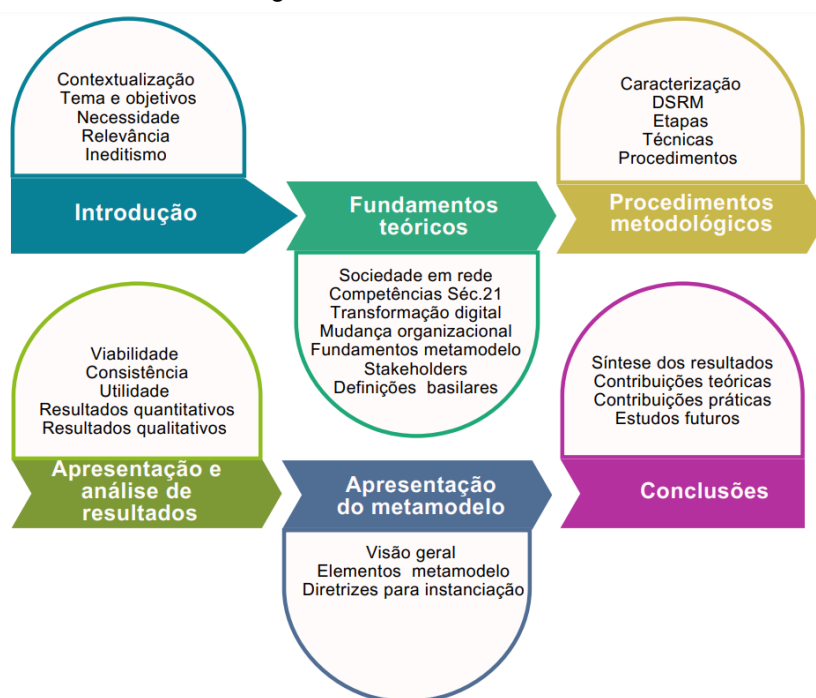 Contextualização
Tema e objetivos
Necessidade
Relevância
Ineditismo
Introdução
Fundamentos
teóricos
Sociedade em rede
Competências Séc.21
Transformação digital
Mudança organizacional
Fundamentos metamodelo
Stakeholders
Definições basilares
Caracterização
DSRM
Etapas
Técnicas
Procedimentos
Procedimentos
metodológicos
Viabilidade
Consistência
Utilidade
Resultados quantitativos
Resultados qualitativos
Apresentação e
análise de
resultados
Apresentação
do metamodelo
Visão geral
Elementos metamodelo
Diretrizes para instanciação
Síntese dos resultados
Contribuições teóricas
Contribuições práticas
Estudos futuros
Conclusões